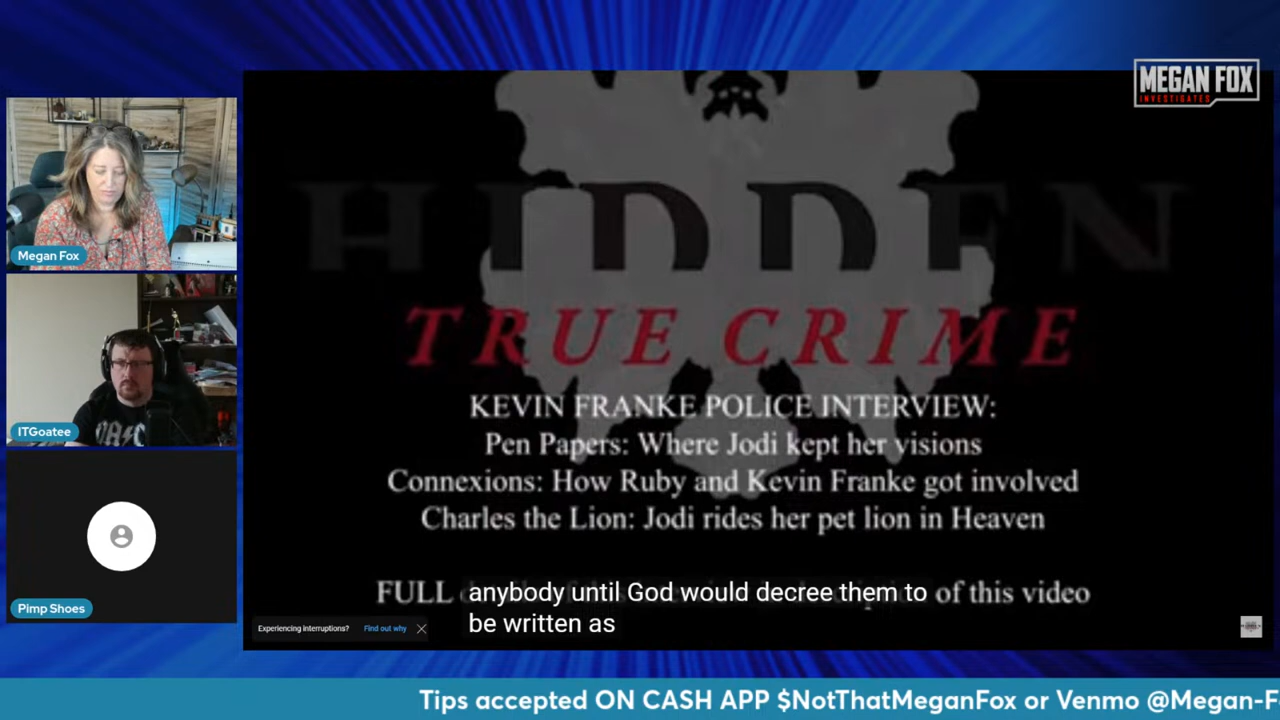 MEGAN FOX
INVESTIGATES
Megan Fox
ITGoatee
Pimp Shoes
HIDDEN
TRUE CRIME
KEVIN FRANKE POLICE INTERVIEW:
Pen Papers: Where Jodi kept her visions
Connexions: How Ruby and Kevin Franke got involved
Charles the Lion: Jodi rides her pet lion in Heaven
FULL of this video
anybody until God would decree them to
be written as
Experiencing interruptions? Find out why
Tips accepted ON CASH APP $NotThatMeganFox or Venmo @Megan-F